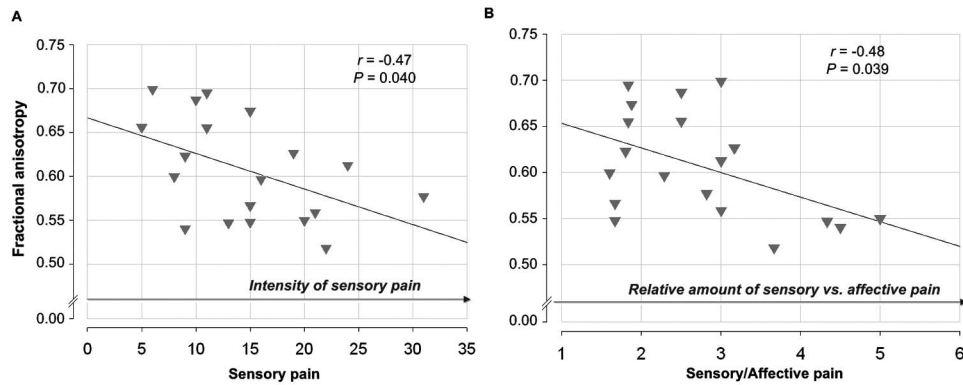 A
r = -0.47
P = 0.040
Fractional anisotropy
0.75
0.70
0.65
0.60
0.55
0.50
0.00
Intensity of sensory pain
0 5 10 15 20 25 30 35
Sensory pain
B
r = -0.48
P = 0.039
0.75
0.70
0.65
0.60
0.55
0.50
0.00
Relative amount of sensory vs. affective pain
1 2 3 4 5 6
Sensory/Affective pain